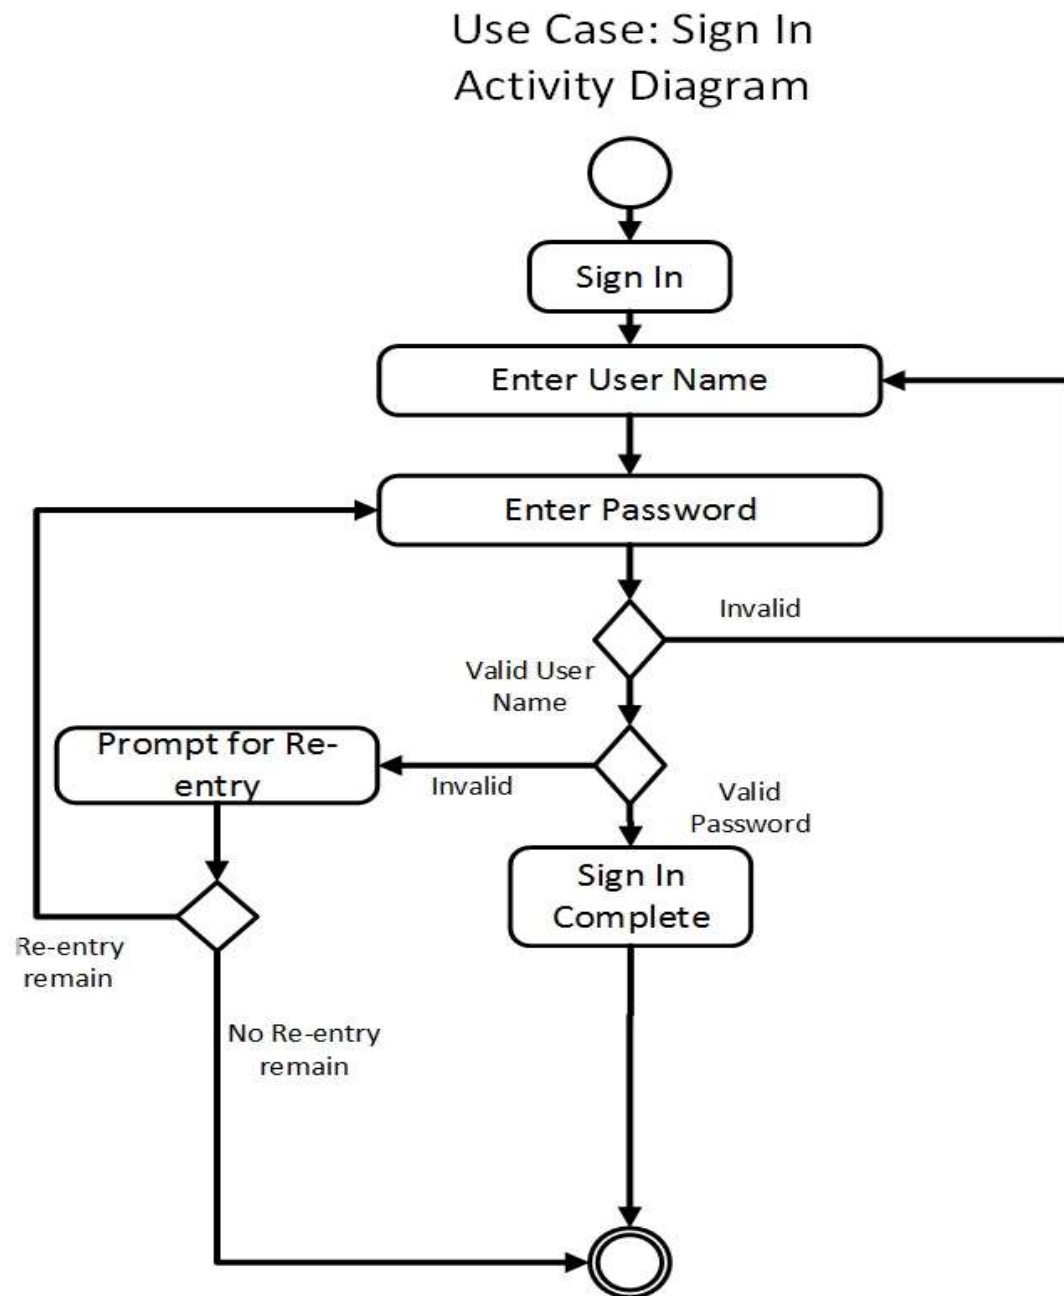 Use Case: Sign In
Activity Diagram
Sign In
Enter User Name
Enter Password
Invalid
Valid User
Name
Prompt for Re-
entry
Invalid
Valid
Password
Sign In
Complete
Re-entry
remain
No Re-entry
remain